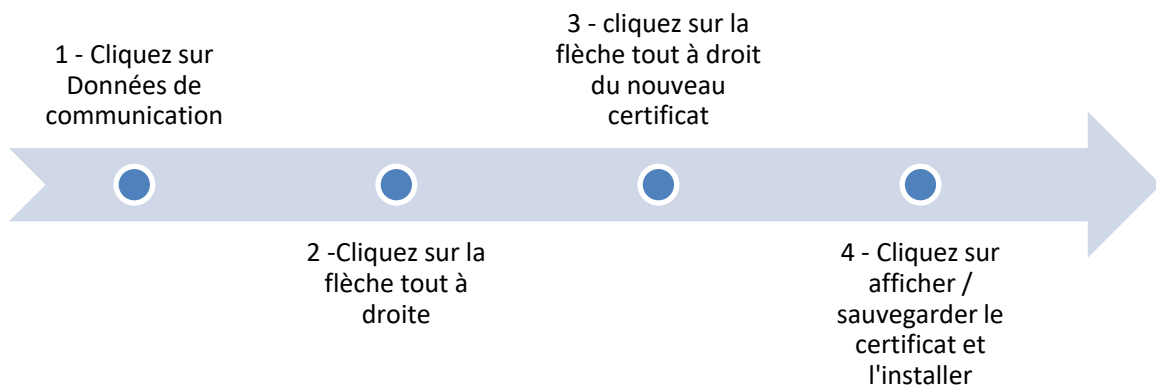 1 - Cliquez sur
Données de
communication
2 -Cliquez sur la
flèche tout à
droite
3 - cliquez sur la
flèche tout à droit
du nouveau
certificat
4 - Cliquez sur
afficher /
sauvegarder le
certificat et
l'installer